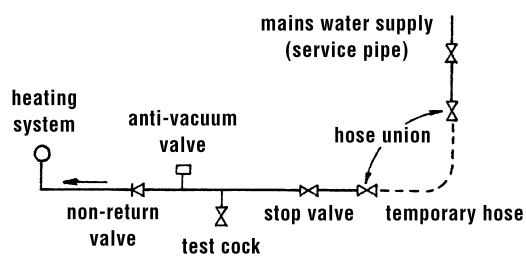 mains water supply
(service pipe)
heating
system
anti-vacuum
valve
hose union
non-return
valve
test cock
stop valve
temporary hose